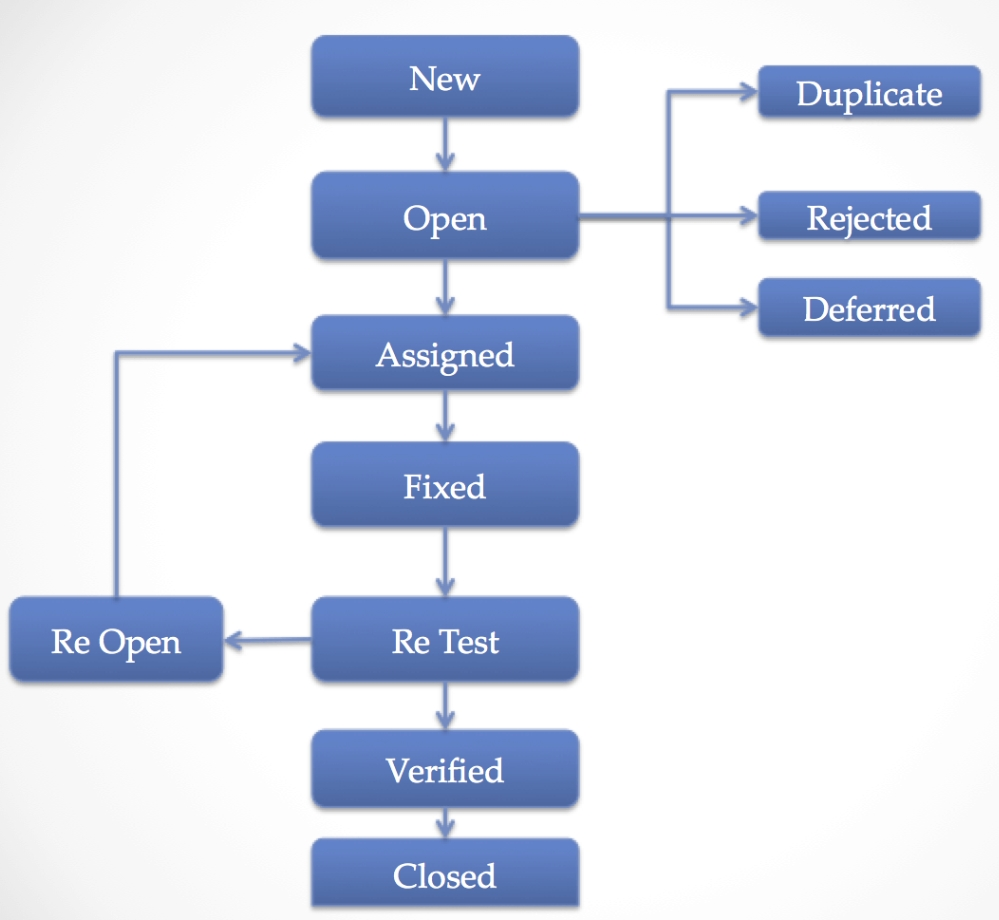 New
Duplicate
Open
Rejected
Deferred
Assigned
Fixed
Re Open
Re Test
Verified
Closed